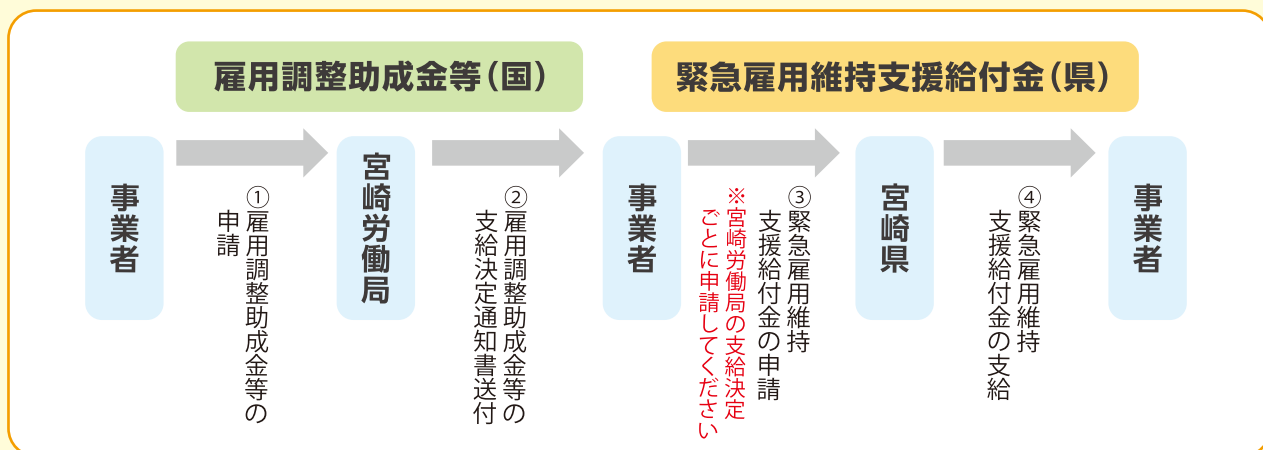 雇用調整助成金等（国）
緊急雇用維持支援給付金（県）
事業者
①雇用調整助成金等の
申請
宮崎労働局
②雇用調整助成金等の
支給決定通知書送付
事業者
③緊急雇用維持
支援給付金の申請
※宮崎労働局の支給決定
ごとに申請してください
宮崎県
④緊急雇用維持
支援給付金の支給
事業者